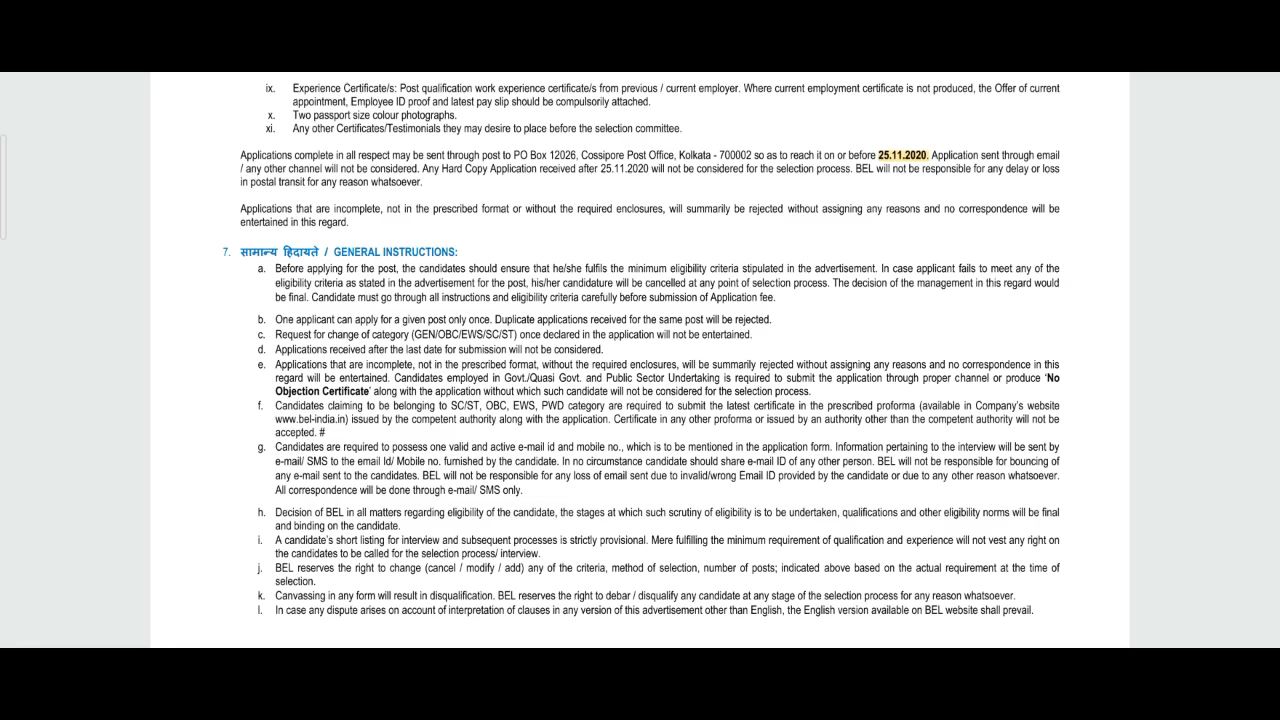 ix. Experience Certificate/s: Post qualification work experience certificate/s from previous / current employer. Where current employment certificate is not produced, the Offer of current
appointment, Employee ID proof and latest pay slip should be compulsorily attached.
x. Two passport size colour photographs.
xi. Any other Certificates/Testimonials they may desire to place before the selection committee.
Applications complete in all respect may be sent through post to PO Box 12026, Cossipore Post Office, Kolkata - 700002 so as to reach it on or before 25.11.2020. Application sent through email
/ any other channel will not be considered. Any Hard Copy Application received after 25.11.2020 will not be considered for the selection process. BEL will not be responsible for any delay or loss
in postal transit for any reason whatsoever.
Applications that are incomplete, not in the prescribed format or without the required enclosures, will summarily be rejected without assigning any reasons and no correspondence will be
entertained in this regard.
7. सामान्य हिदायते / GENERAL INSTRUCTIONS:
a. Before applying for the post, the candidates should ensure that he/she fulfils the minimum eligibility criteria stipulated in the advertisement. In case applicant fails to meet any of the
eligibility criteria as stated in the advertisement for the post, his/her candidature will be cancelled at any point of selection process. The decision of the management in this regard would
be final. Candidate must go through all instructions and eligibility criteria carefully before submission of Application fee.
b. One applicant can apply for a given post only once. Duplicate applications received for the same post will be rejected.
c. Request for change of category (GEN/OBC/EWS/SC/ST) once declared in the application will not be entertained.
d. Applications received after the last date for submission will not be considered.
e. Applications that are incomplete, not in the prescribed format, without the required enclosures, will be summarily rejected without assigning any reasons and no correspondence in this
regard will be entertained. Candidates employed in Govt./Quasi Govt. and Public Sector Undertaking is required to submit the application through proper channel or produce ‘No
Objection Certificate’ along with the application without which such candidate will not be considered for the selection process.
f. Candidates claiming to be belonging to SC/ST, OBC, EWS, PWD category are required to submit the latest certificate in the prescribed proforma (available in Company’s website
www.bel-india.in) issued by the competent authority along with the application. Certificate in any other proforma or issued by an authority other than the competent authority will not be
accepted. #
g. Candidates are required to possess one valid and active e-mail id and mobile no., which is to be mentioned in the application form. Information pertaining to the interview will be sent by
e-mail/ SMS to the email Id/ Mobile no. furnished by the candidate. In no circumstance candidate should share e-mail ID of any other person. BEL will not be responsible for bouncing of
any e-mail sent to the candidates. BEL will not be responsible for any loss of email sent due to invalid/wrong Email ID provided by the candidate or due to any other reason whatsoever.
All correspondence will be done through e-mail/ SMS only.
h. Decision of BEL in all matters regarding eligibility of the candidate, the stages at which such scrutiny of eligibility is to be undertaken, qualifications and other eligibility norms will be final
and binding on the candidate.
i. A candidate’s short listing for interview and subsequent processes is strictly provisional. Mere fulfilling the minimum requirement of qualification and experience will not vest any right on
the candidates to be called for the selection process/ interview.
j. BEL reserves the right to change (cancel / modify / add) any of the criteria, method of selection, number of posts; indicated above based on the actual requirement at the time of
selection.
k. Canvassing in any form will result in disqualification. BEL reserves the right to debar / disqualify any candidate at any stage of the selection process for any reason whatsoever.
l. In case any dispute arises on account of interpretation of clauses in any version of this advertisement other than English, the English version available on BEL website shall prevail.